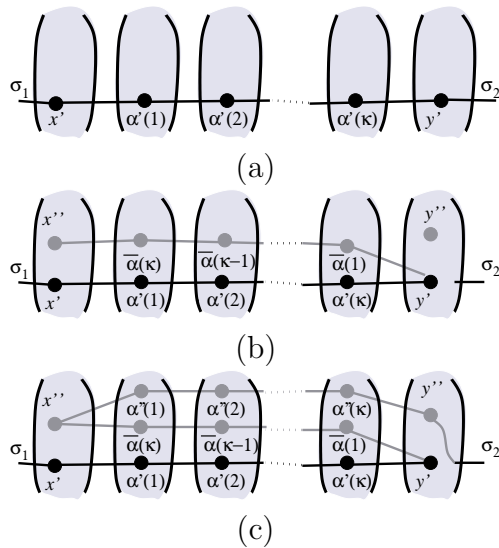 σ₁ σ₂
x' α'(1) α'(2) α'(κ) y'
(a)
x'' y''
α̅(κ) α̅(κ−1) α̅(1)
σ₁ σ₂
x' α'(1) α'(2) α'(κ) y'
(b)
x'' y''
α''(1) α''(2) α''(κ)
α̅(κ) α̅(κ−1) α̅(1)
σ₁ σ₂
x' α'(1) α'(2) α'(κ) y'
(c)